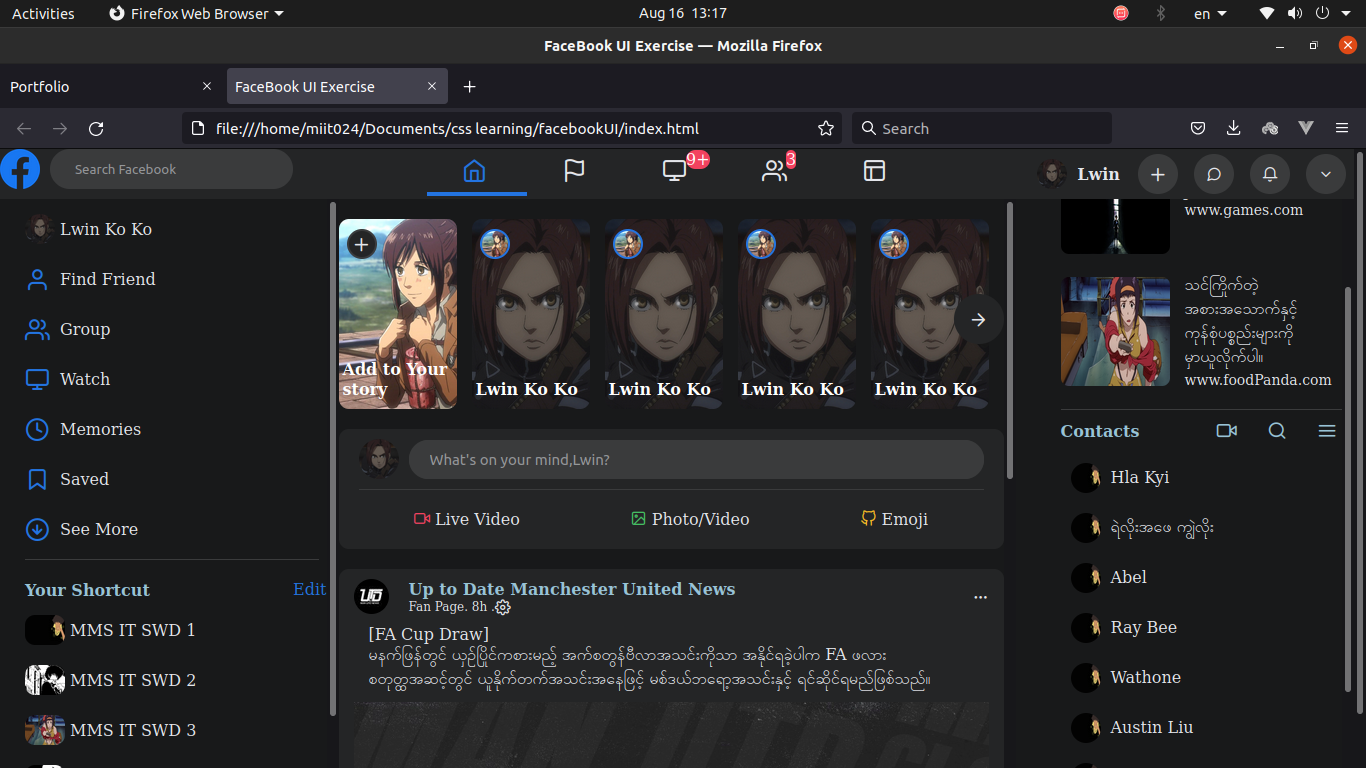 Activities
Firefox Web Browser
Aug 16 13:17
en
FaceBook UI Exercise — Mozilla Firefox
Portfolio
FaceBook UI Exercise
file:///home/miit024/Documents/css learning/facebookUI/index.html
Search
Search Facebook
9+
3
Lwin
Lwin Ko Ko
Find Friend
Group
Watch
Memories
Saved
See More
Your Shortcut
Edit
MMS IT SWD 1
MMS IT SWD 2
MMS IT SWD 3
Add to Your
story
Lwin Ko Ko
Lwin Ko Ko
Lwin Ko Ko
Lwin Ko Ko
What's on your mind,Lwin?
Live Video
Photo/Video
Emoji
Up to Date Manchester United News
Fan Page. 8h .
[FA Cup Draw]
မနက်ဖြန်တွင် ယှဉ်ပြိုင်ကစားမည့် အက်စတွန်ဗီလာအသင်းကိုသာ အနိုင်ရခဲ့ပါက FA ဖလား
စတုတ္ထအဆင့်တွင် ယူနိုက်တက်အသင်းအနေဖြင့် မစ်ဒယ်ဘရော့အသင်းနှင့် ရင်ဆိုင်ရမည်ဖြစ်သည်။
www.games.com
သင်ကြိုက်တဲ့
အစားအသောက်နှင့်
ကုန်စုံပစ္စည်းများကို
မှာယူလိုက်ပါ။
www.foodPanda.com
Contacts
Hla Kyi
ရဲလိုးအဖေ ကျွဲလိုး
Abel
Ray Bee
Wathone
Austin Liu